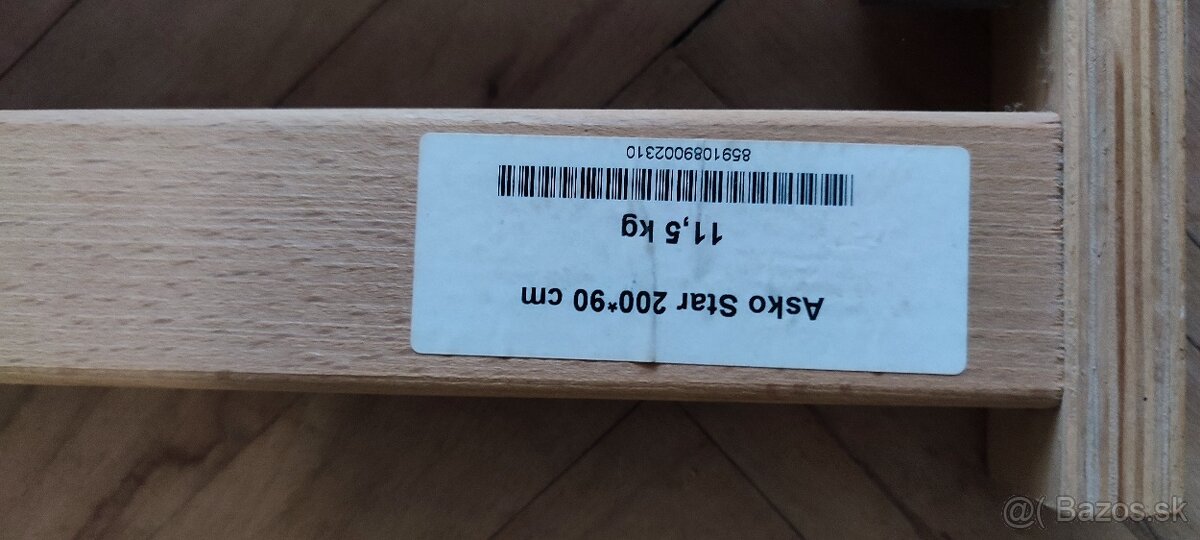 Asko Star 200*90 cm
11,5 kg
8591089002310
@( Bazos.sk